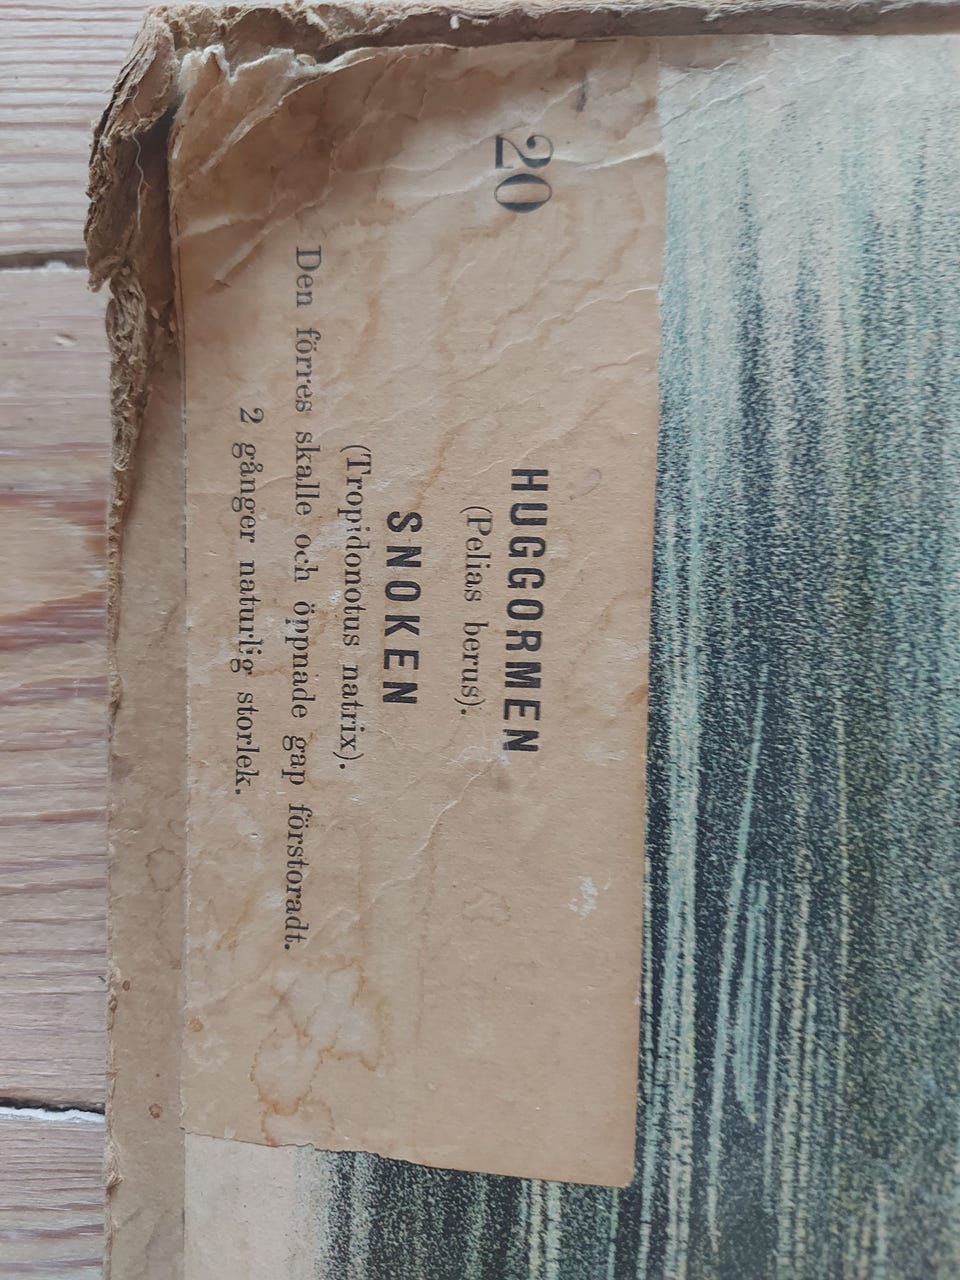 20
HUGGORMEN
(Pelias berus).
SNOKEN
(Tropidonotus natrix).
Den förres skalle och öppnade gap förstoradt.
2 gånger naturlig storlek.